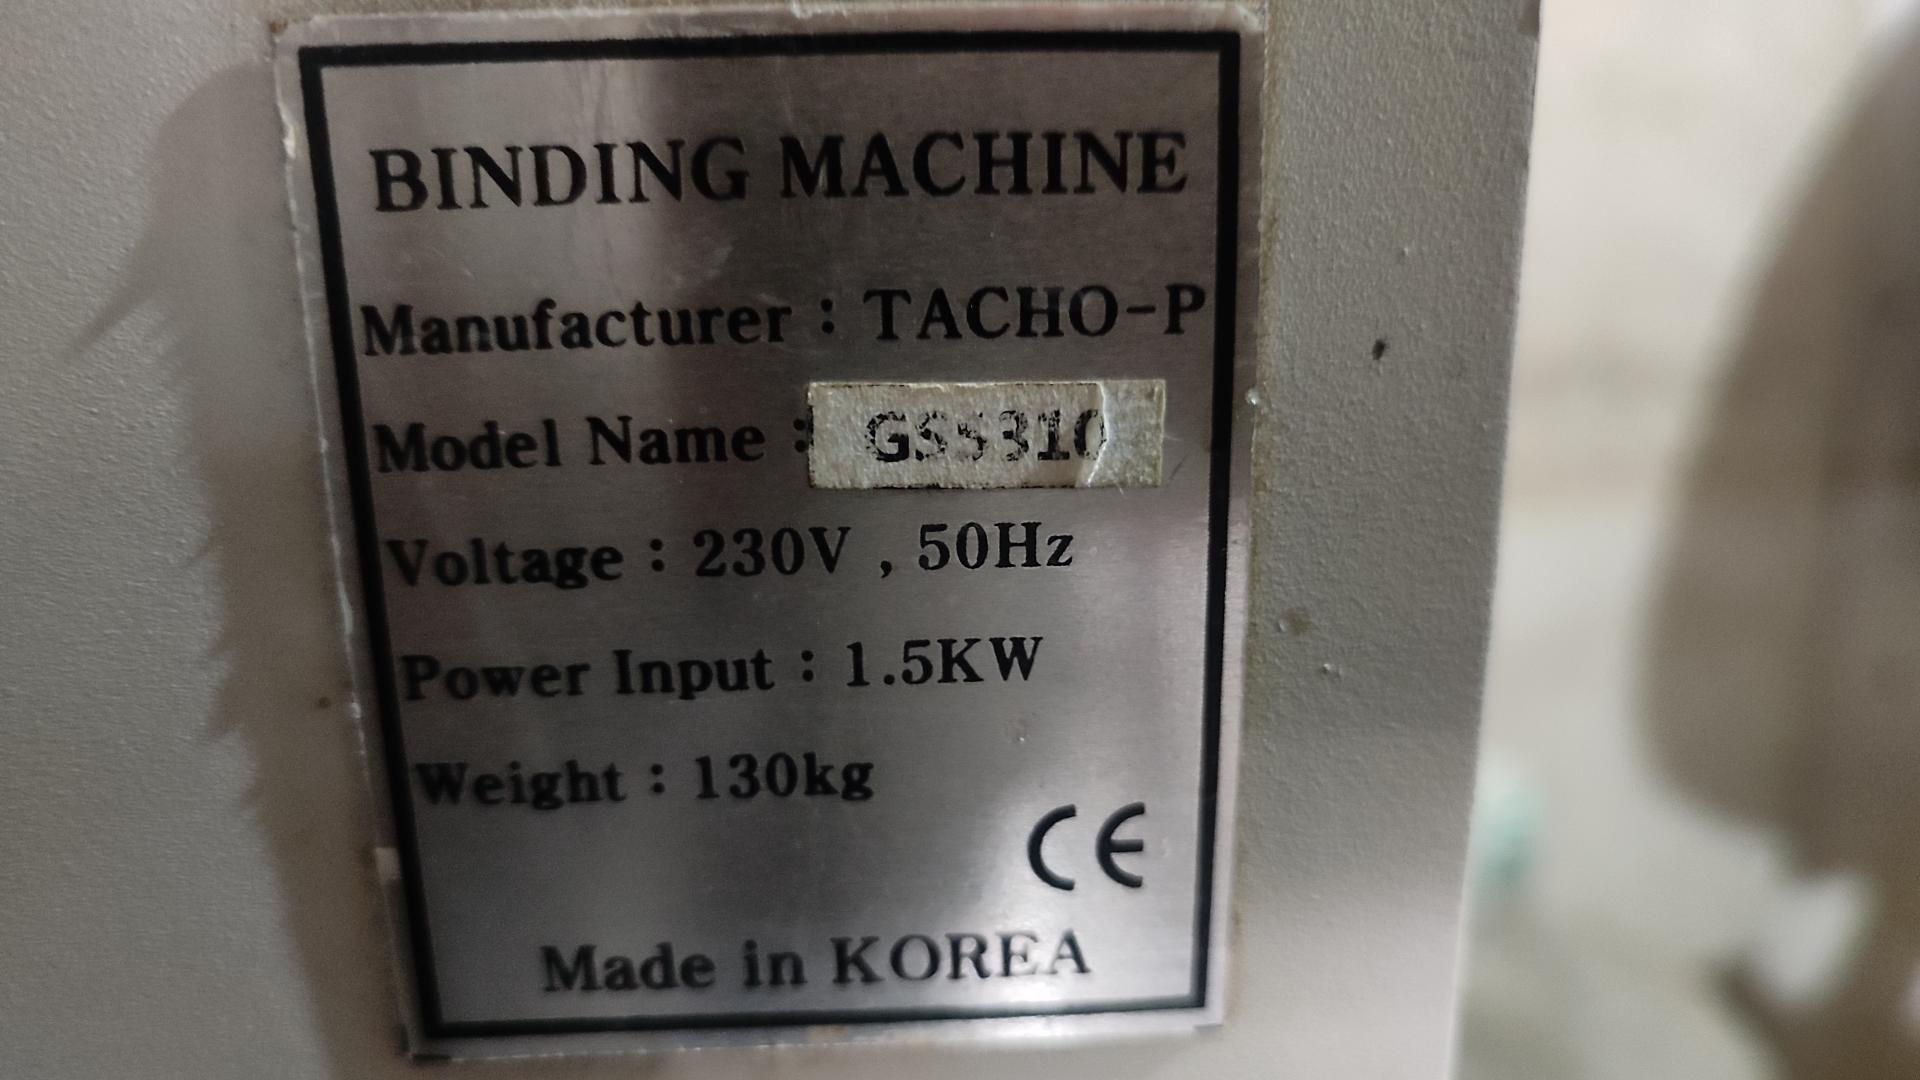 BINDING MACHINE
Manufacturer : TACHO-P
Model Name : GSS310
Voltage : 230V , 50Hz
Power Input : 1.5KW
Weight : 130kg
CE
Made in KOREA